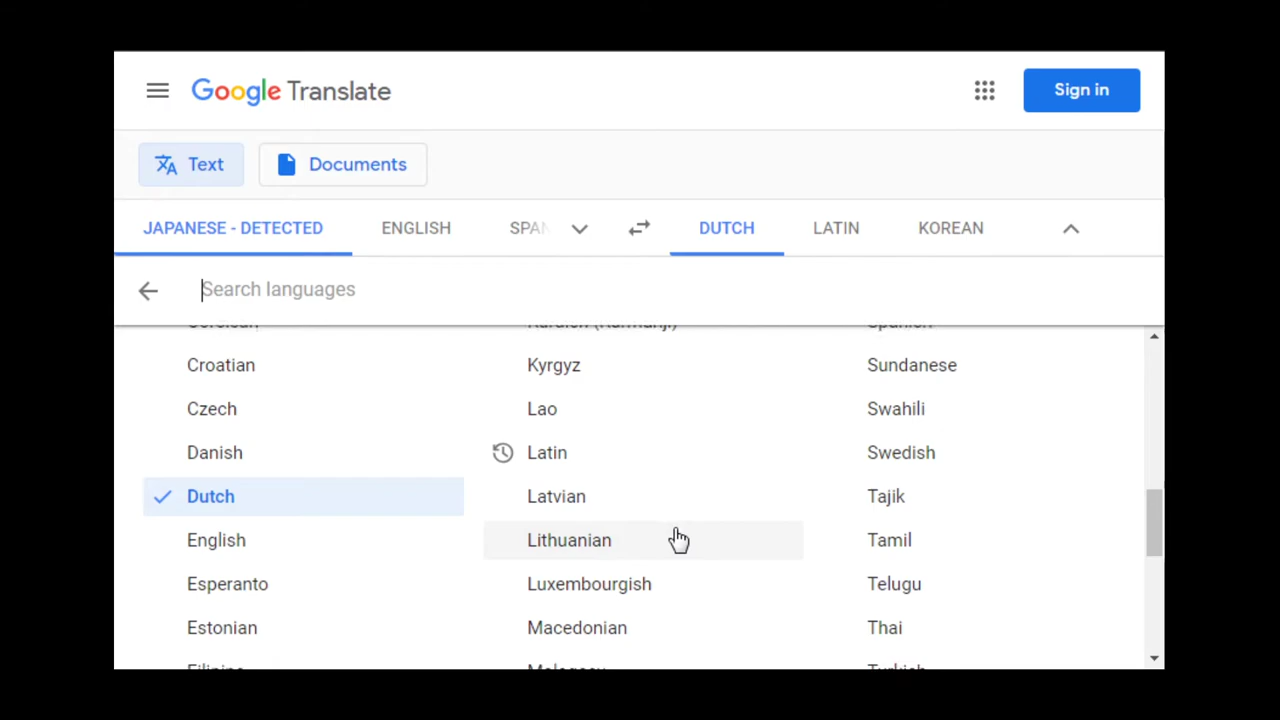 Google Translate
Sign in
Text
Documents
JAPANESE - DETECTED
ENGLISH
SPAN
DUTCH
LATIN
KOREAN
Search languages
Croatian
Kyrgyz
Sundanese
Czech
Lao
Swahili
Danish
Latin
Swedish
Dutch
Latvian
Tajik
English
Lithuanian
Tamil
Esperanto
Luxembourgish
Telugu
Estonian
Macedonian
Thai